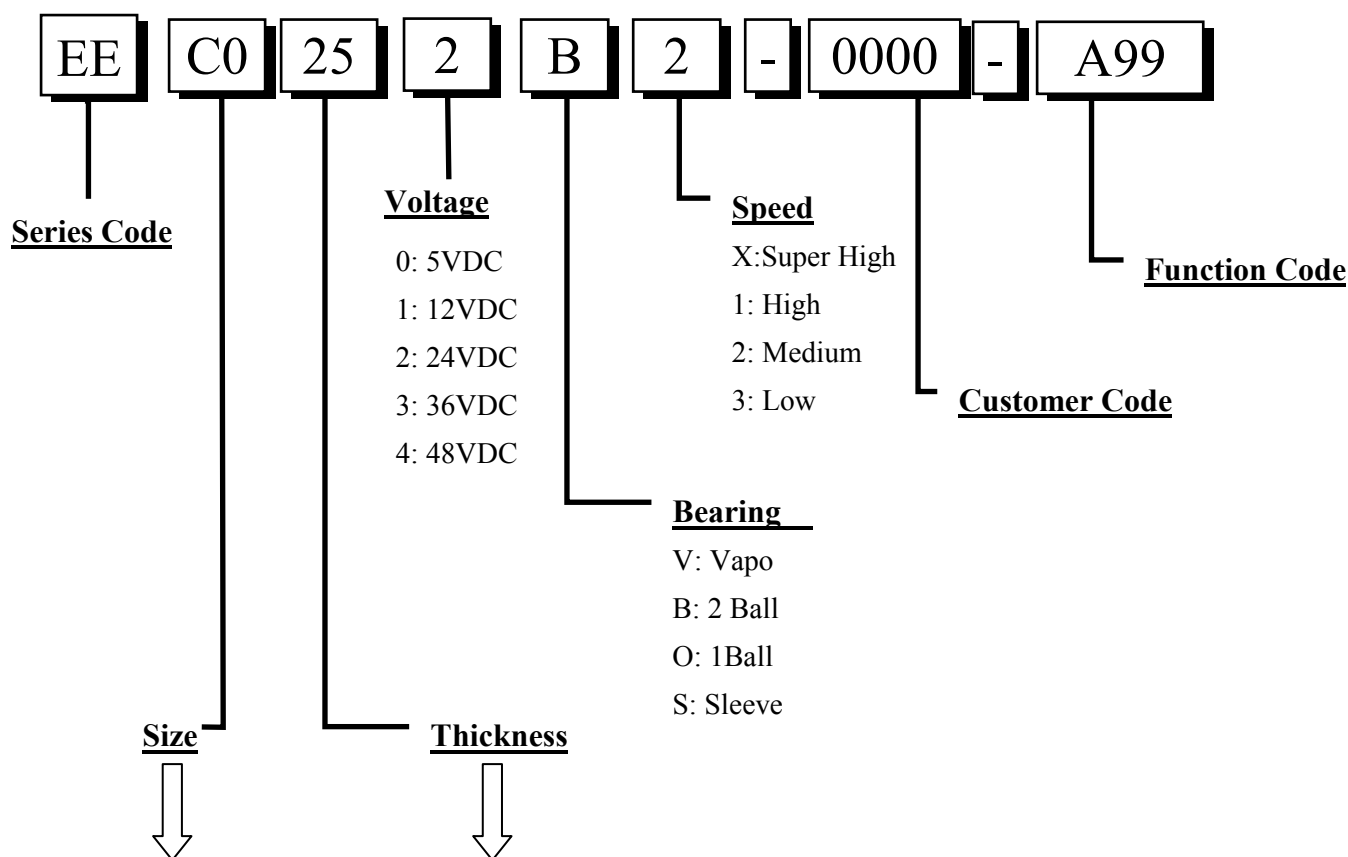 EE C0 25 2 B 2 - 0000 - A99
Series Code
Voltage
0: 5VDC
1: 12VDC
2: 24VDC
3: 36VDC
4: 48VDC
Speed
X:Super High
1: High
2: Medium
3: Low
Function Code
Customer Code
Bearing
V: Vapo
B: 2 Ball
O: 1Ball
S: Sleeve
Size
Thickness